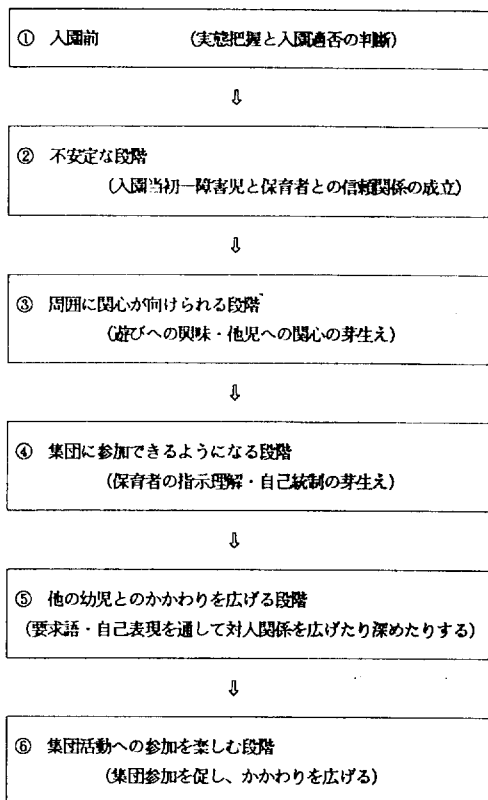 ① 入園前 (実態把握と入園適否の判断)
⇩
② 不安定な段階
(入園当初ー障害児と保育者との信頼関係の成立)
⇩
③ 周囲に関心が向けられる段階
(遊びへの興味・他児への関心の芽生え)
⇩
④ 集団に参加できるようになる段階
(保育者の指示理解・自己統制の芽生え)
⇩
⑤ 他の幼児とのかかわりを広げる段階
(要求語・自己表現を通して対人関係を広げたり深めたりする)
⇩
⑥ 集団活動への参加を楽しむ段階
(集団参加を促し、かかわりを広げる)